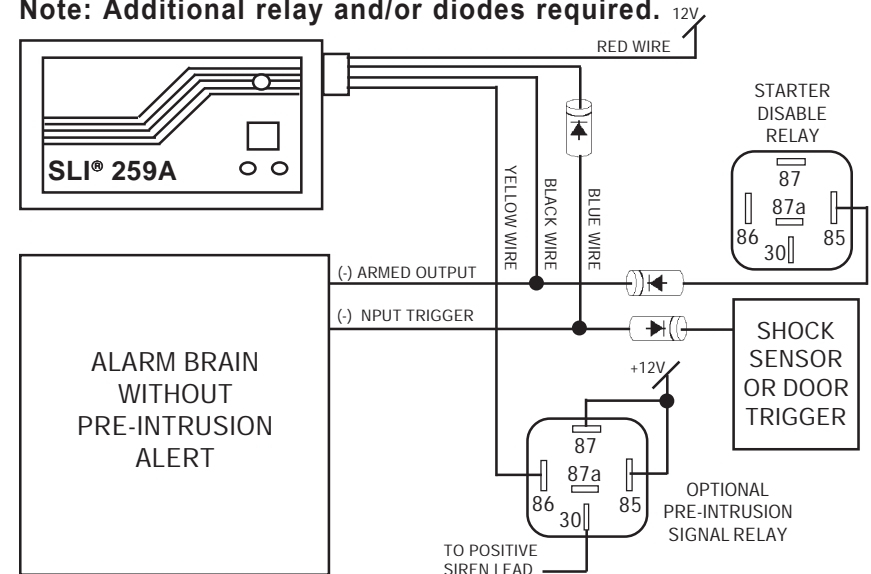 Note: Additional relay and/or diodes required.
12V
RED WIRE
SLI® 259A
YELLOW WIRE
BLACK WIRE
BLUE WIRE
STARTER
DISABLE
RELAY
87
87a
86
85
30
(-) ARMED OUTPUT
(-) NPUT TRIGGER
ALARM BRAIN
WITHOUT
PRE-INTRUSION
ALERT
SHOCK
SENSOR
OR DOOR
TRIGGER
+12V
87
87a
86
85
30
OPTIONAL
PRE-INTRUSION
SIGNAL RELAY
TO POSITIVE
SIREN LEAD